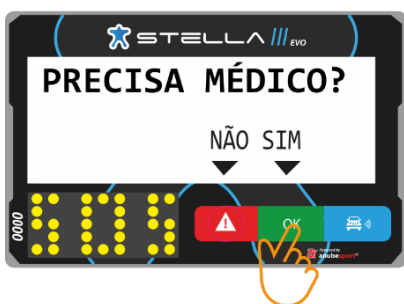 STELLA III EVO
PRECISA MÉDICO?
NÃO SIM
0000
SOS
OK
Powered by
anubesport